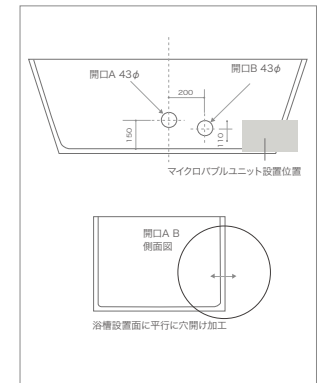 開口A 43φ
開口B 43φ
200
150
110
マイクロバブルユニット設置位置
開口A B
側面図
浴槽設置面に平行に穴開け加工